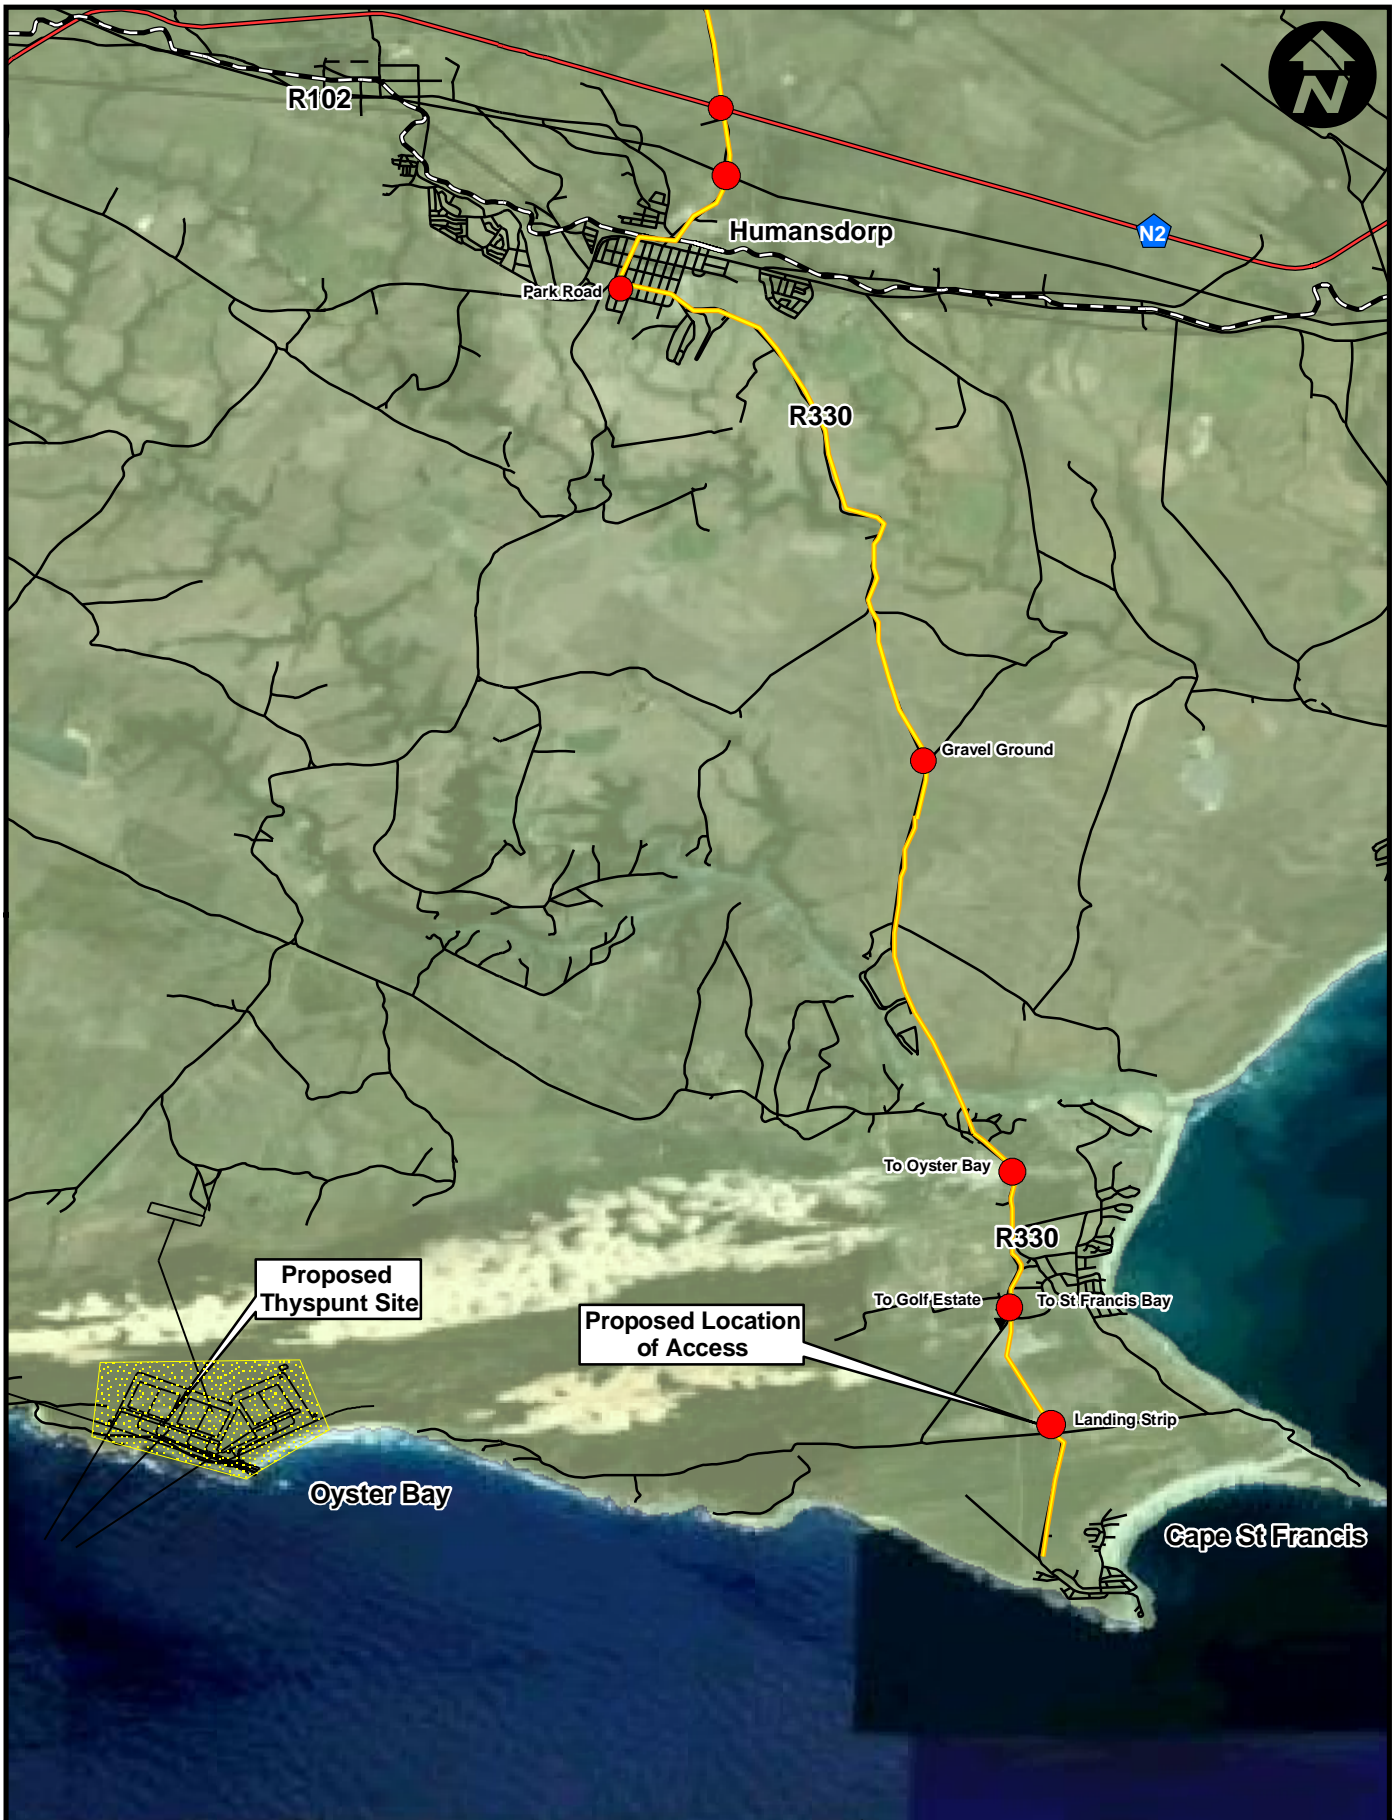 N
R102
Humansdorp
N2
Park Road
R330
Gravel Ground
To Oyster Bay
R330
Proposed
Thyspunt Site
To Golf Estate
To St Francis Bay
Proposed Location
of Access
Landing Strip
Oyster Bay
Cape St Francis